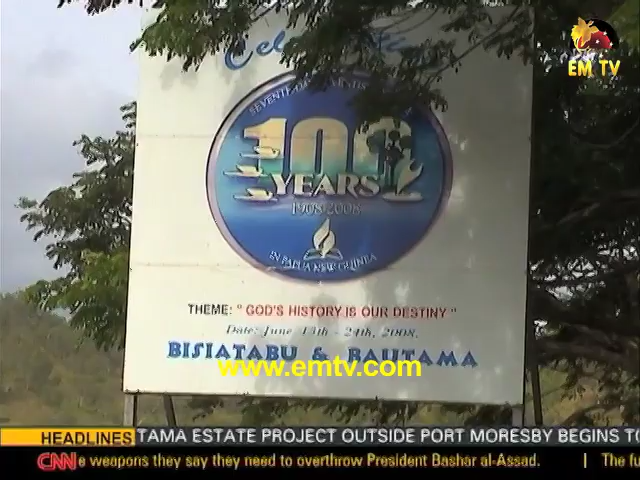 EM TV
SEVENTH
100
YEARS
1908-2008
IN PAPUA NEW GUINEA
THEME: " GOD'S HISTORY IS OUR DESTINY "
Date: June 15th - 24th, 2008.
BISIATABU & BAUTAMA
www.emtv.com
HEADLINES TAMA ESTATE PROJECT OUTSIDE PORT MORESBY BEGINS TO
CNN e weapons they say they need to overthrow President Bashar al-Assad. | The fu